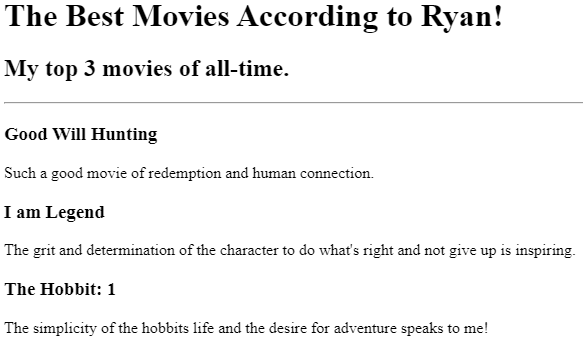 The Best Movies According to Ryan!
My top 3 movies of all-time.
Good Will Hunting
Such a good movie of redemption and human connection.
I am Legend
The grit and determination of the character to do what's right and not give up is inspiring.
The Hobbit: 1
The simplicity of the hobbits life and the desire for adventure speaks to me!